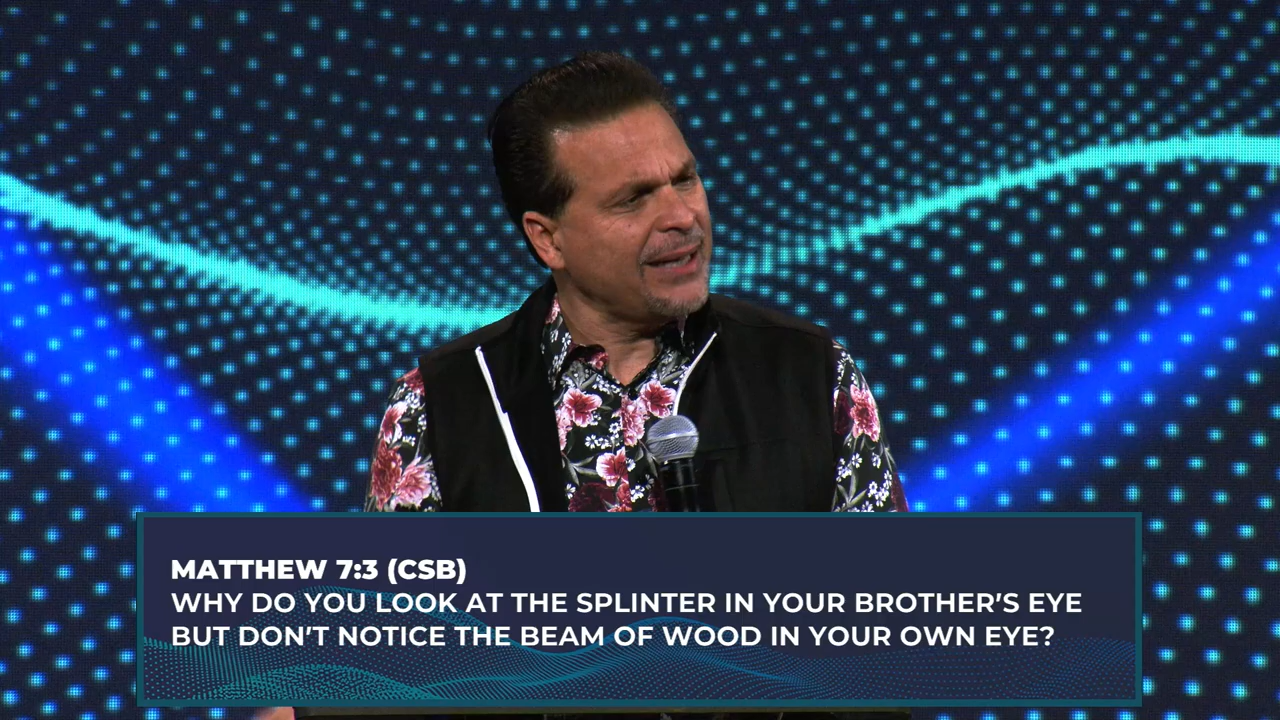 MATTHEW 7:3 (CSB)
WHY DO YOU LOOK AT THE SPLINTER IN YOUR BROTHER'S EYE
BUT DON'T NOTICE THE BEAM OF WOOD IN YOUR OWN EYE?